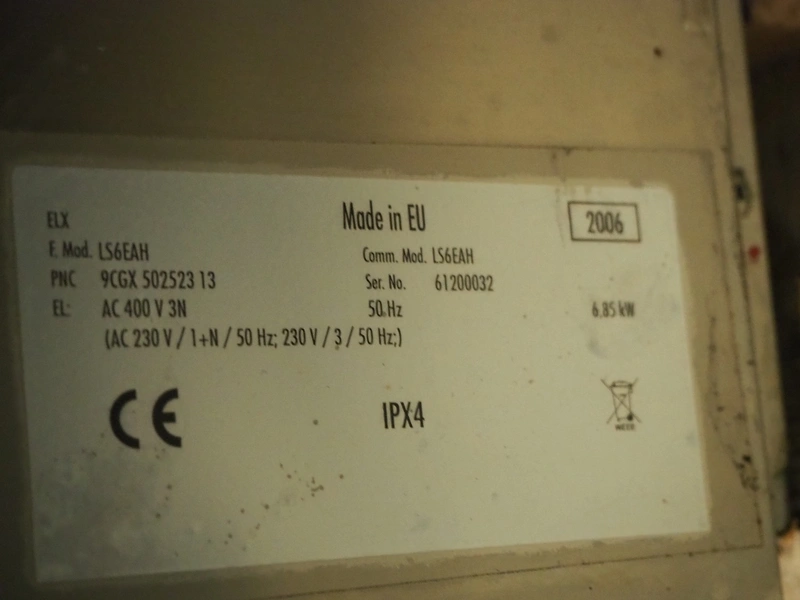 ELX Made in EU 2006
F. Mod. LS6EAH Comm. Mod. LS6EAH
PNC 9CGX 502523 13 Ser. No. 61200032
EL: AC 400 V 3N 50 Hz 6.85 kW
(AC 230 V / 1+N / 50 Hz; 230 V / 3 / 50 Hz;)
CE IPX4
WEEE